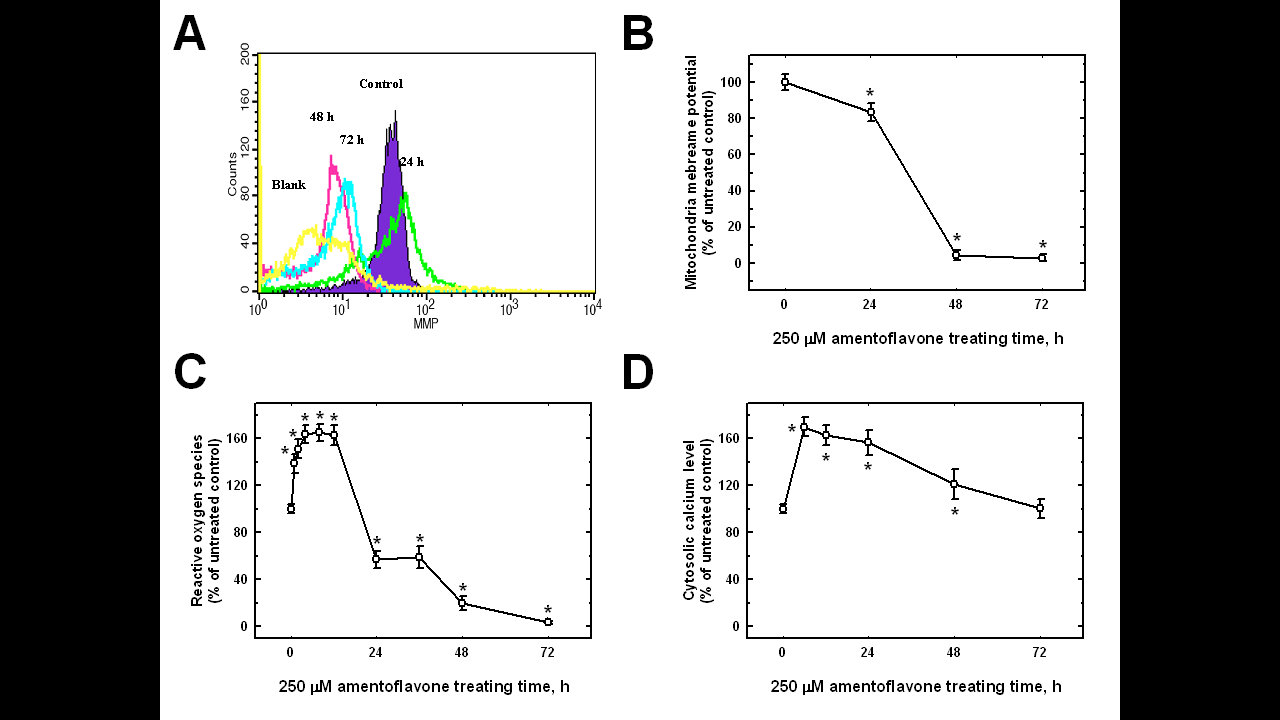 A
200
160
120
80
40
0
Counts
Control
48 h
72 h
24 h
Blank
10^0 10^1 10^2 10^3 10^4
MMP
B
Mitochondria mebream e potential
(% of untreated control)
100
80
60
40
20
0
*
*
*
0 24 48 72
250 µM amentoflavone treating time, h
C
Reactive oxygen species
(% of untreated control)
160
120
80
40
0
* * * * *
* *
*
*
0 24 48 72
250 µM amentoflavone treating time, h
D
Cytosolic calcium level
(% of untreated control)
160
120
80
40
0
*
*
*
*
0 24 48 72
250 µM amentoflavone treating time, h